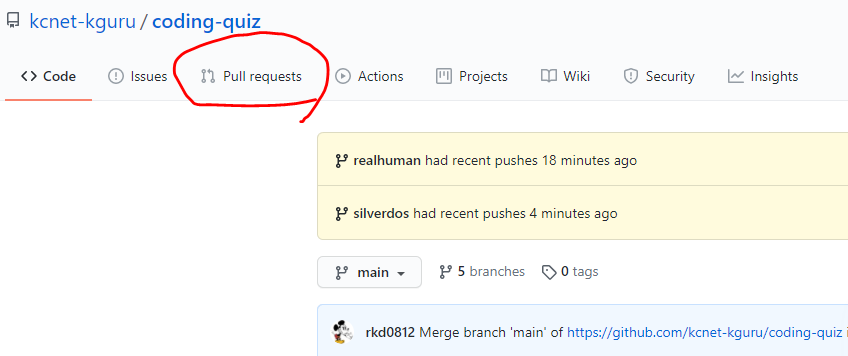 kcnet-kguru / coding-quiz
Code Issues Pull requests Actions Projects Wiki Security Insights
realhuman had recent pushes 18 minutes ago
silverdos had recent pushes 4 minutes ago
main 5 branches 0 tags
rkd0812 Merge branch 'main' of https://github.com/kcnet-kguru/coding-quiz i